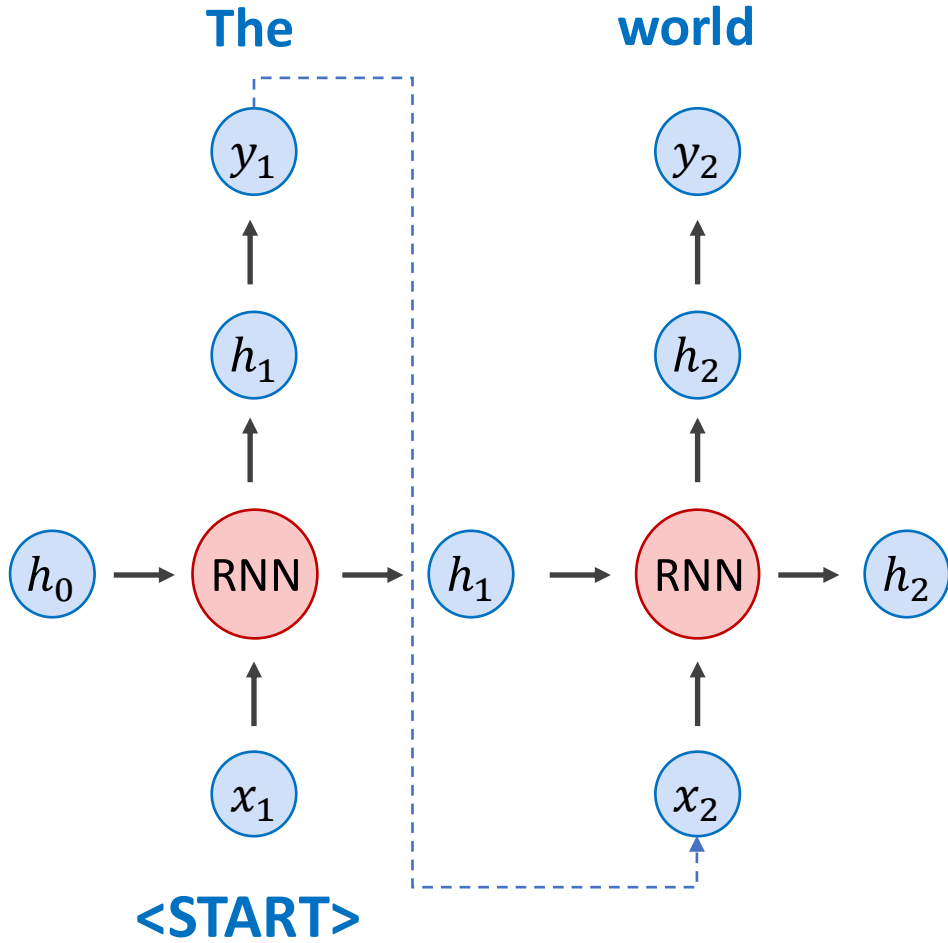 The world
y₁ y₂
h₁ h₂
h₀ RNN h₁ RNN h₂
x₁ x₂
<START>